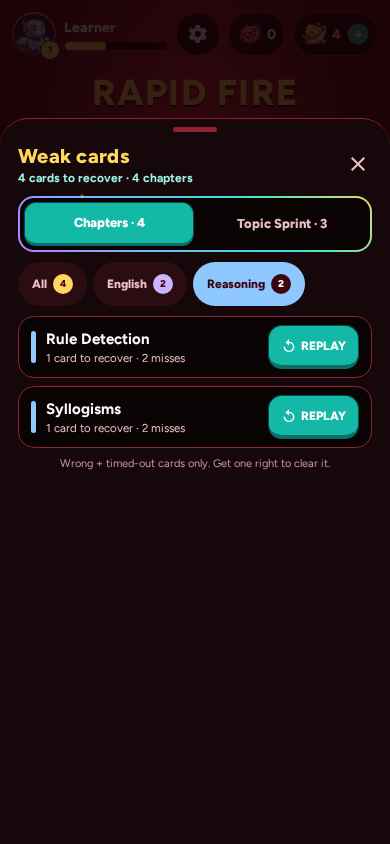 Learner
7
0
4
RAPID FIRE
Weak cards
4 cards to recover · 4 chapters
Chapters · 4
Topic Sprint · 3
All 4
English 2
Reasoning 2
Rule Detection
1 card to recover · 2 misses
REPLAY
Syllogisms
1 card to recover · 2 misses
REPLAY
Wrong + timed-out cards only. Get one right to clear it.